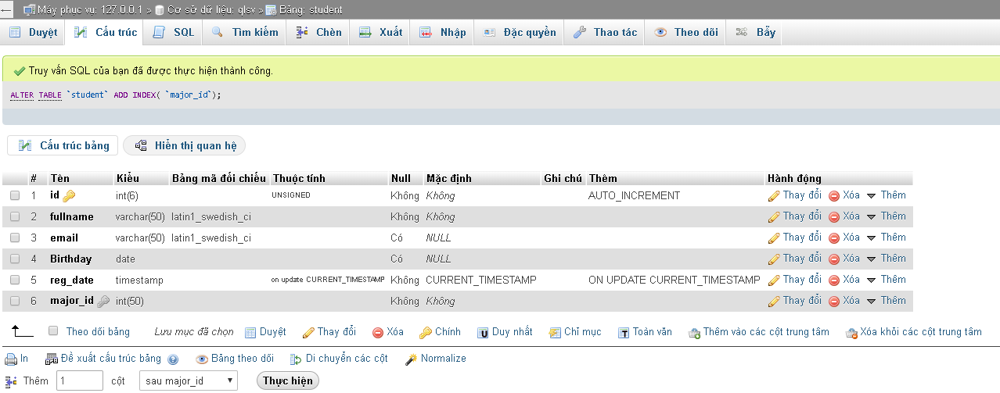 Máy phục vụ: 127.0.0.1 » Cơ sở dữ liệu: qlsv » Bảng: student
Duyệt Cấu trúc SQL Tìm kiếm Chèn Xuất Nhập Đặc quyền Thao tác Theo dõi Bẫy
Truy vấn SQL của bạn đã được thực hiện thành công.
ALTER TABLE `student` ADD INDEX( `major_id`);
Cấu trúc bảng Hiển thị quan hệ
# Tên Kiểu Bảng mã đối chiếu Thuộc tính Null Mặc định Ghi chú Thêm Hành động
1 id int(6) UNSIGNED Không Không AUTO_INCREMENT Thay đổi Xóa Thêm
2 fullname varchar(50) latin1_swedish_ci Không Không Thay đổi Xóa Thêm
3 email varchar(50) latin1_swedish_ci Có NULL Thay đổi Xóa Thêm
4 Birthday date Có NULL Thay đổi Xóa Thêm
5 reg_date timestamp on update CURRENT_TIMESTAMP Không CURRENT_TIMESTAMP ON UPDATE CURRENT_TIMESTAMP Thay đổi Xóa Thêm
6 major_id int(50) Không Không Thay đổi Xóa Thêm
Theo dõi bảng Lưu mục đã chọn Duyệt Thay đổi Xóa Chính Duy nhất Chỉ mục Toàn văn Thêm vào các cột trung tâm Xóa khỏi các cột trung tâm
In Đề xuất cấu trúc bảng Bảng theo dõi Di chuyển các cột Normalize
Thêm 1 cột sau major_id Thực hiện